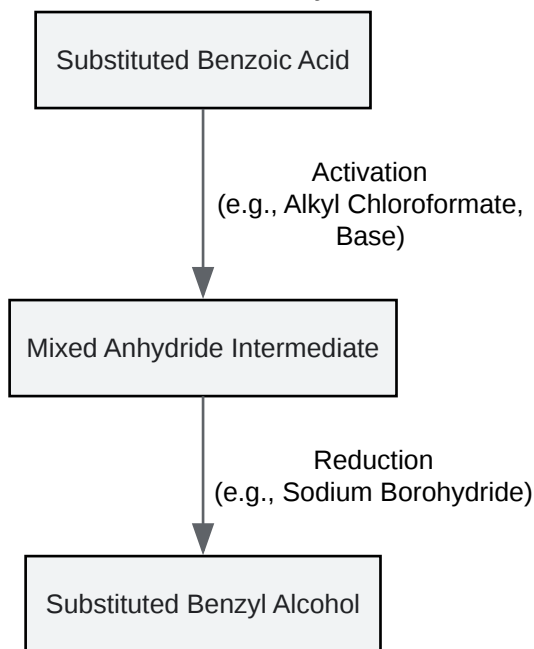 Substituted Benzoic Acid
Activation
(e.g., Alkyl Chloroformate,
Base)
Mixed Anhydride Intermediate
Reduction
(e.g., Sodium Borohydride)
Substituted Benzyl Alcohol